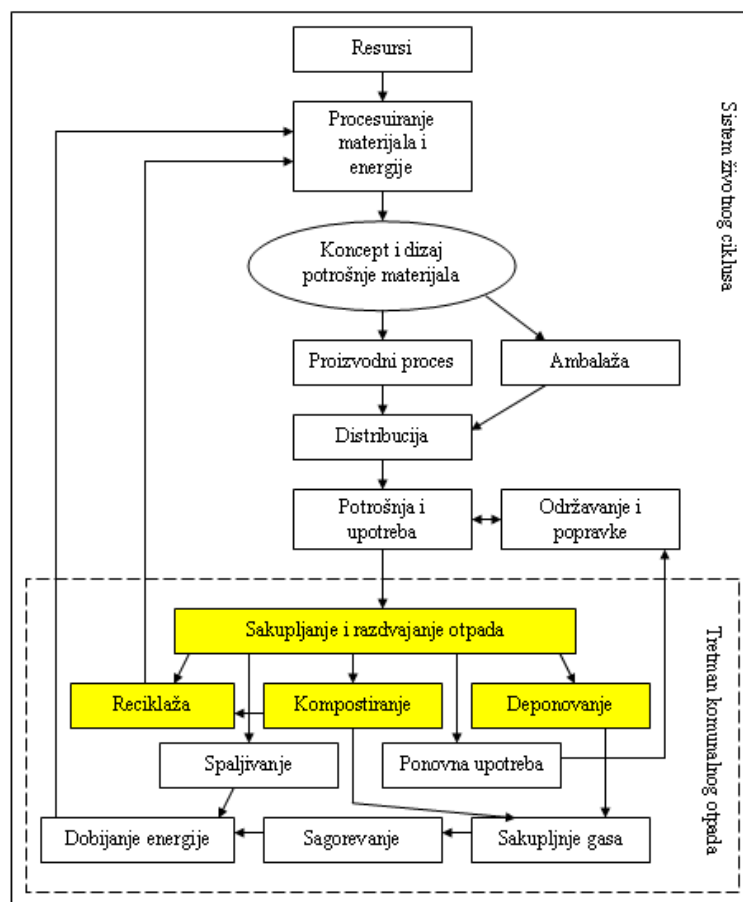 Resursi
Procesuiranje
materijala i
energije
Koncept i dizaj
potrošnje materijala
Proizvodni proces
Ambalaža
Distribucija
Potrošnja i
upotreba
Održavanje i
popravke
Sakupljanje i razdvajanje otpada
Reciklaža
Kompostiranje
Deponovanje
Spaljivanje
Ponovna upotreba
Dobijanje energije
Sagorevanje
Sakupljnje gasa
Sistem životnog ciklusa
Tretman komunalnog otpada